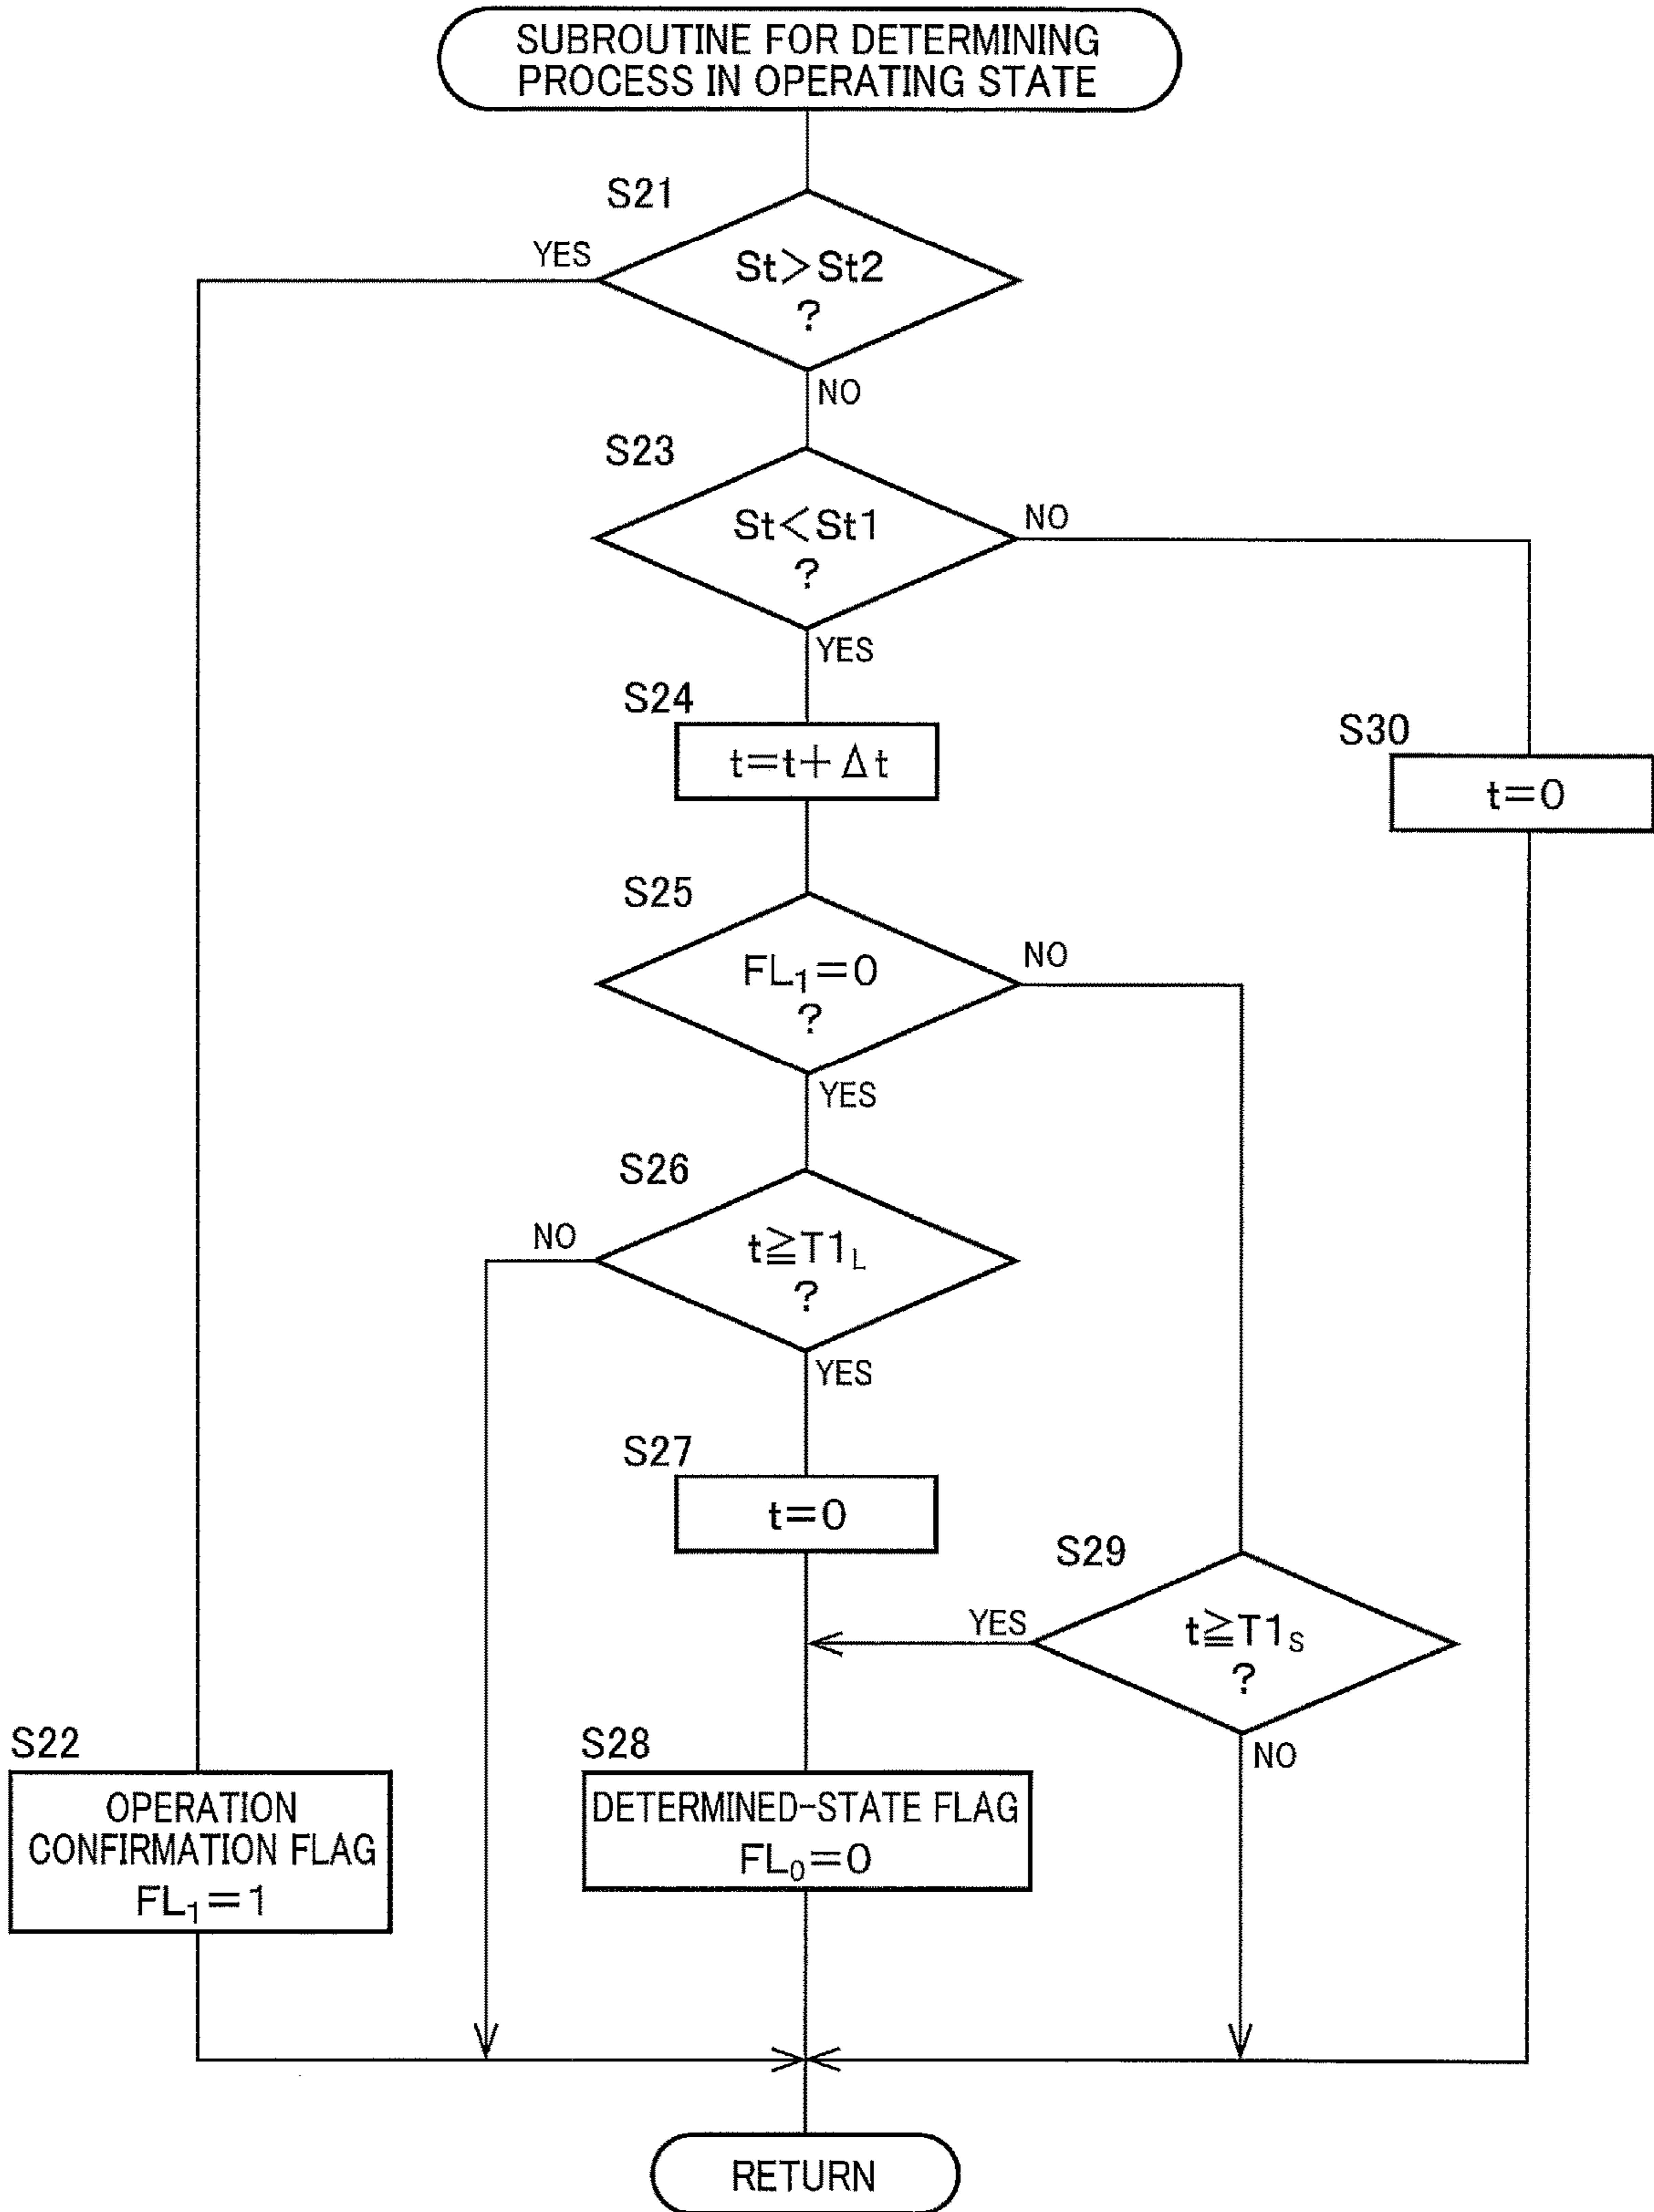 SUBROUTINE FOR DETERMINING
PROCESS IN OPERATING STATE
S21
YES
St>St2
?
NO
S23
St<St1
?
NO
YES
S24
t=t+Δt
S30
t=0
S25
FL₁=0
?
NO
YES
S26
NO
t≧T1L
?
YES
S27
t=0
S29
YES
t≧T1S
?
NO
S22
OPERATION
CONFIRMATION FLAG
FL₁=1
S28
DETERMINED-STATE FLAG
FL₀=0
RETURN